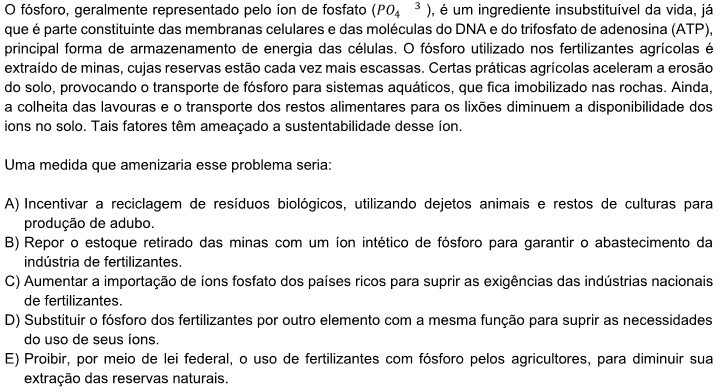 O fósforo, geralmente representado pelo íon de fosfato (PO₄ ³ ), é um ingrediente insubstituível da vida, já
que é parte constituinte das membranas celulares e das moléculas do DNA e do trifosfato de adenosina (ATP),
principal forma de armazenamento de energia das células. O fósforo utilizado nos fertilizantes agrícolas é
extraído de minas, cujas reservas estão cada vez mais escassas. Certas práticas agrícolas aceleram a erosão
do solo, provocando o transporte de fósforo para sistemas aquáticos, que fica imobilizado nas rochas. Ainda,
a colheita das lavouras e o transporte dos restos alimentares para os lixões diminuem a disponibilidade dos
íons no solo. Tais fatores têm ameaçado a sustentabilidade desse íon.
Uma medida que amenizaria esse problema seria:
A) Incentivar a reciclagem de resíduos biológicos, utilizando dejetos animais e restos de culturas para
produção de adubo.
B) Repor o estoque retirado das minas com um íon intético de fósforo para garantir o abastecimento da
indústria de fertilizantes.
C) Aumentar a importação de íons fosfato dos países ricos para suprir as exigências das indústrias nacionais
de fertilizantes.
D) Substituir o fósforo dos fertilizantes por outro elemento com a mesma função para suprir as necessidades
do uso de seus íons.
E) Proibir, por meio de lei federal, o uso de fertilizantes com fósforo pelos agricultores, para diminuir sua
extração das reservas naturais.